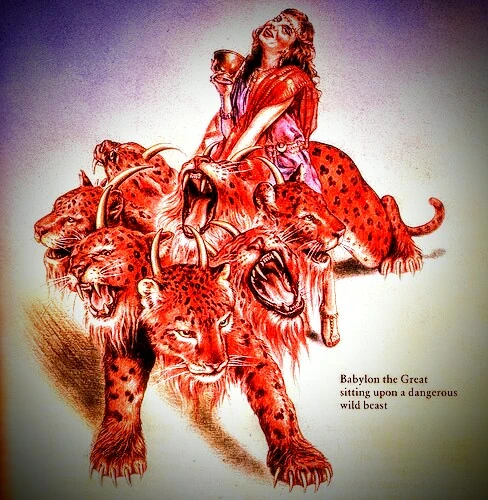 Babylon the Great
sitting upon a dangerous
wild beast